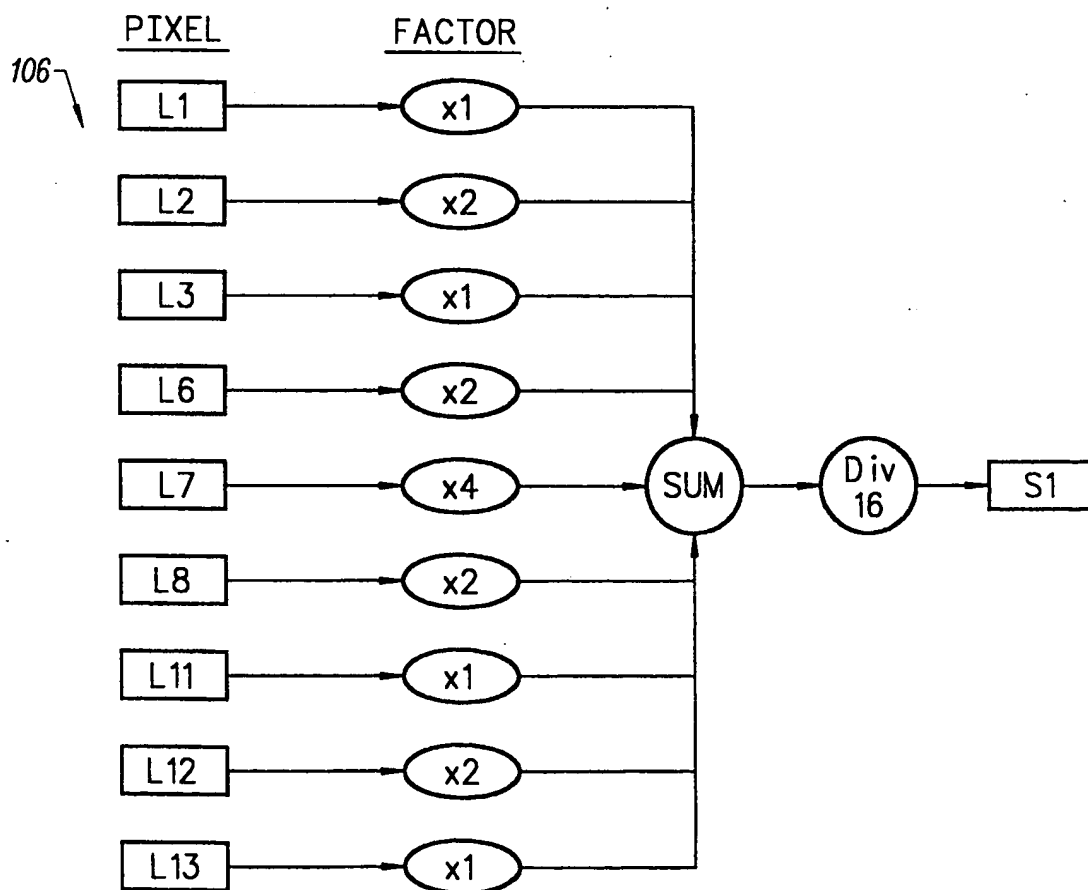 PIXEL FACTOR
106
L1 x1
L2 x2
L3 x1
L6 x2
L7 x4 SUM Div 16 S1
L8 x2
L11 x1
L12 x2
L13 x1